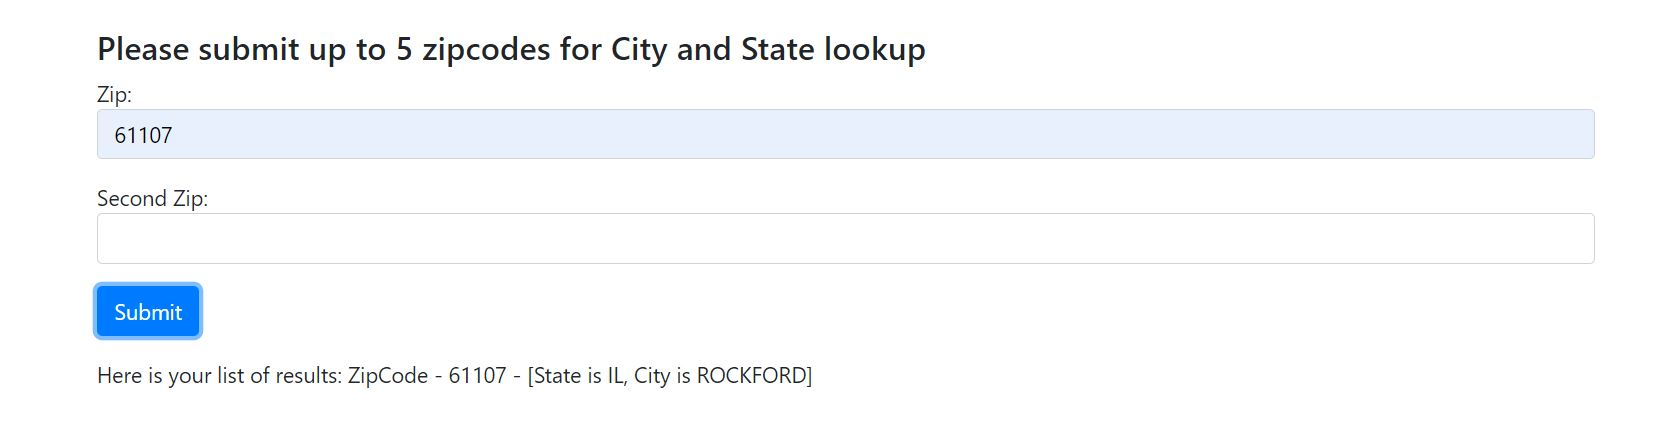 Please submit up to 5 zipcodes for City and State lookup
Zip:
61107
Second Zip:
Submit
Here is your list of results: ZipCode - 61107 - [State is IL, City is ROCKFORD]